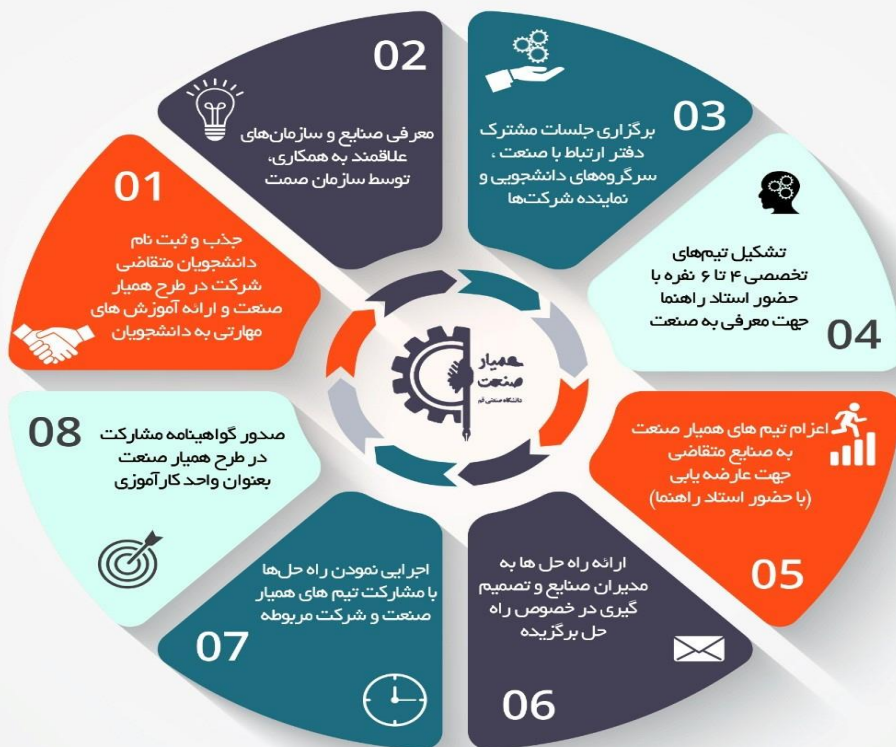 01
جذب و ثبت نام
دانشجویان متقاضی
شرکت در طرح همیار
صنعت و ارائه آموزش های
مهارتی به دانشجویان
02
معرفی صنایع و سازمان‌های
علاقمند به همکاری،
توسط سازمان صمت
03
برگزاری جلسات مشترک
دفتر ارتباط با صنعت ،
سرگروه‌های دانشجویی و
نماینده شرکت‌ها
تشکیل تیم‌های
تخصصی ۴ تا ۶ نفره با
حضور استاد راهنما
جهت معرفی به صنعت
04
اعزام تیم های همیار صنعت
به صنایع متقاضی
جهت عارضه یابی
(با حضور استاد راهنما)
05
ارائه راه حل ها به
مدیران صنایع و تصمیم
گیری در خصوص راه
حل برگزیده
06
اجرایی نمودن راه حل‌ها
با مشارکت تیم های همیار
صنعت و شرکت مربوطه
07
08
صدور گواهینامه مشارکت
در طرح همیار صنعت
بعنوان واحد کارآموزی
همیار
صنعت
دانشگاه صنعتی قم